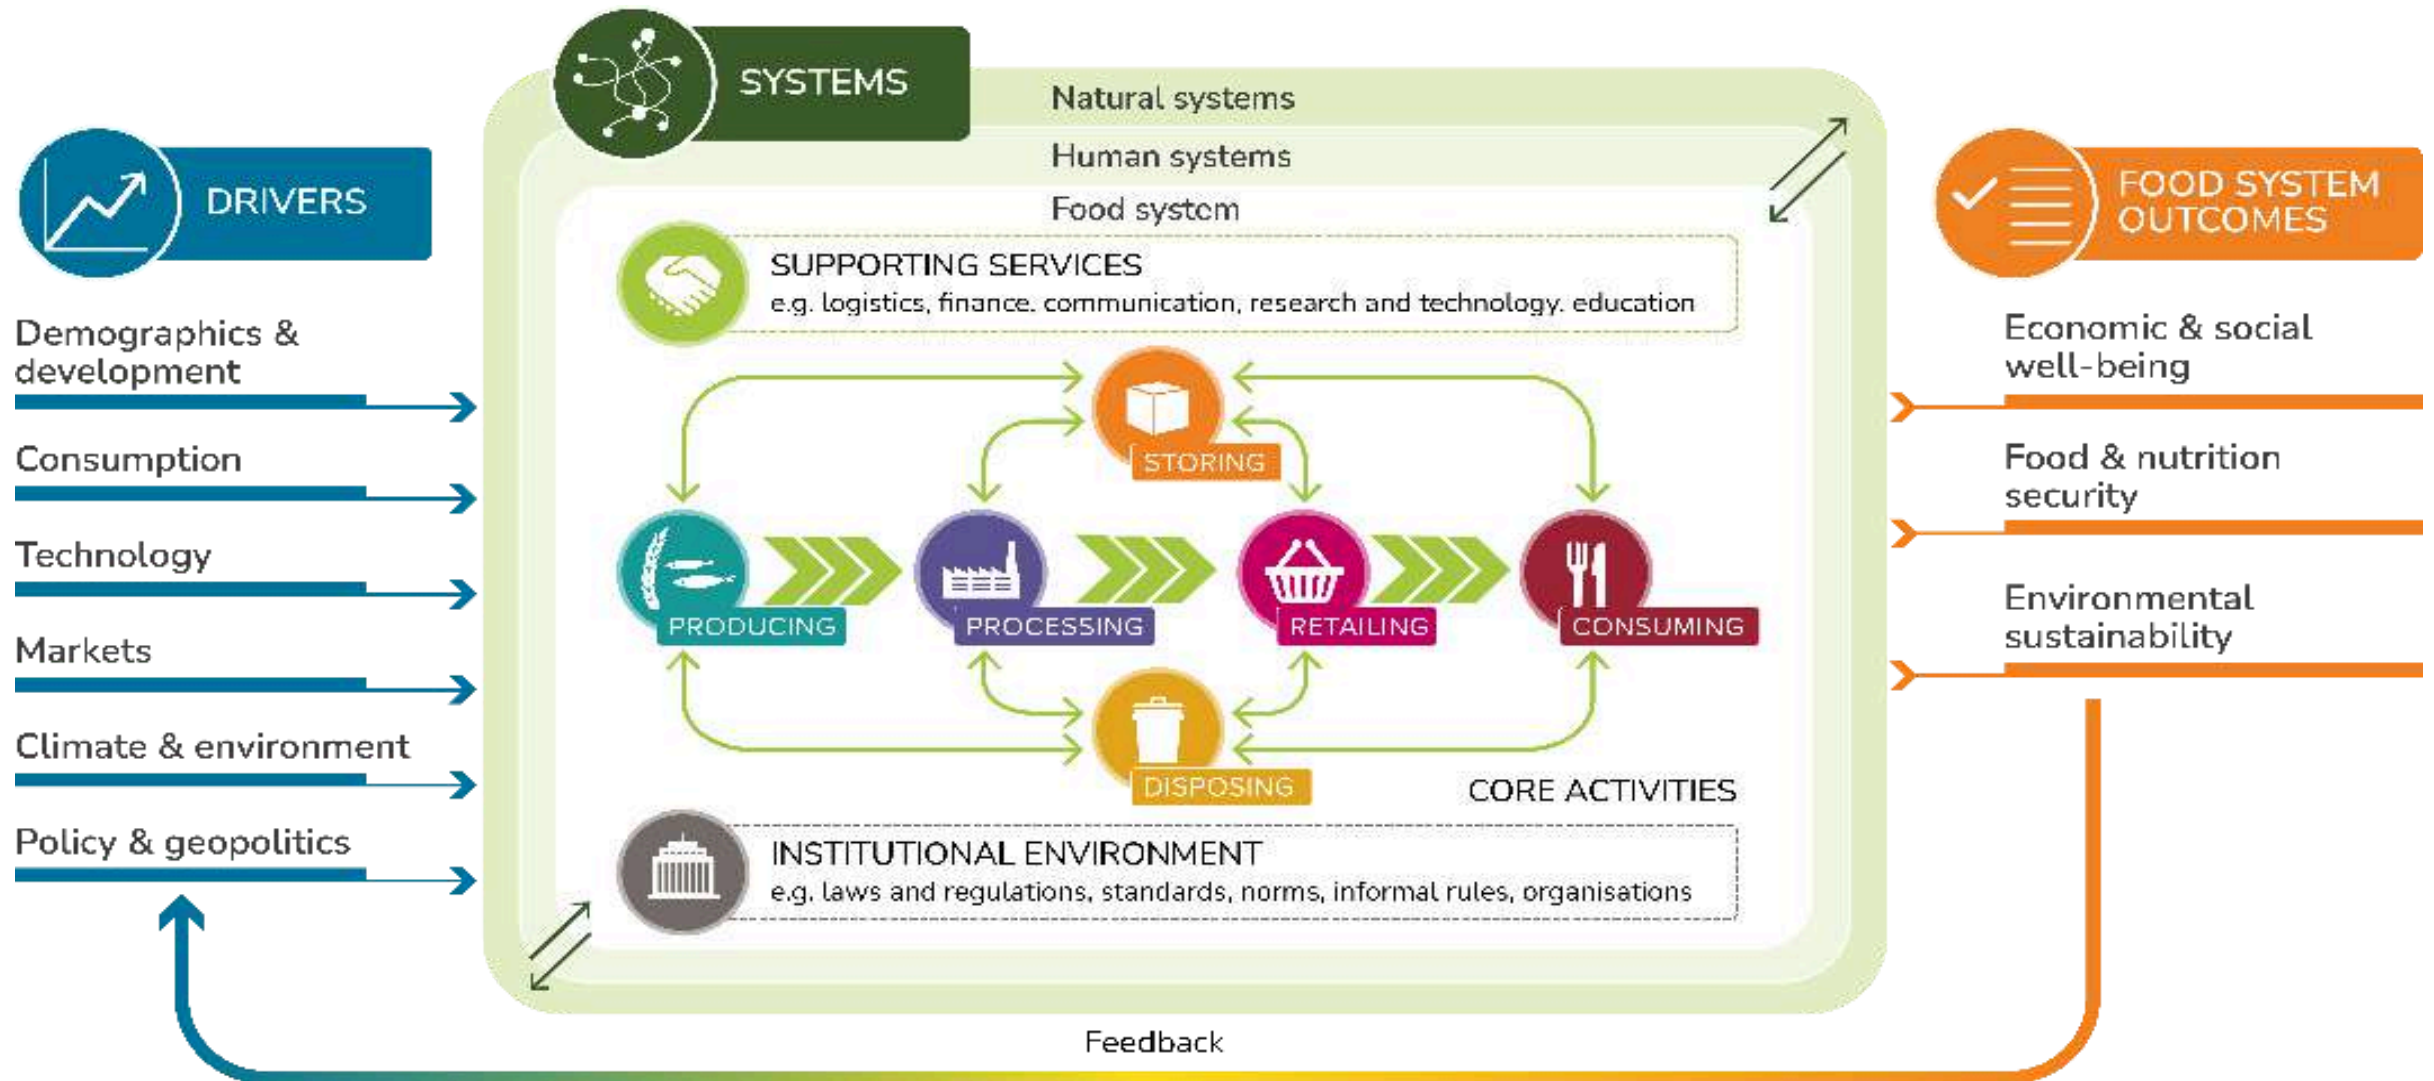 SYSTEMS
Natural systems
Human systems
Food system
DRIVERS
Demographics &
development
Consumption
Technology
Markets
Climate & environment
Policy & geopolitics
SUPPORTING SERVICES
e.g. logistics, finance. communication, research and technology. education
STORING
PRODUCING
PROCESSING
RETAILING
CONSUMING
DISPOSING
CORE ACTIVITIES
INSTITUTIONAL ENVIRONMENT
e.g. laws and regulations, standards, norms, informal rules, organisations
FOOD SYSTEM
OUTCOMES
Economic & social
well-being
Food & nutrition
security
Environmental
sustainability
Feedback